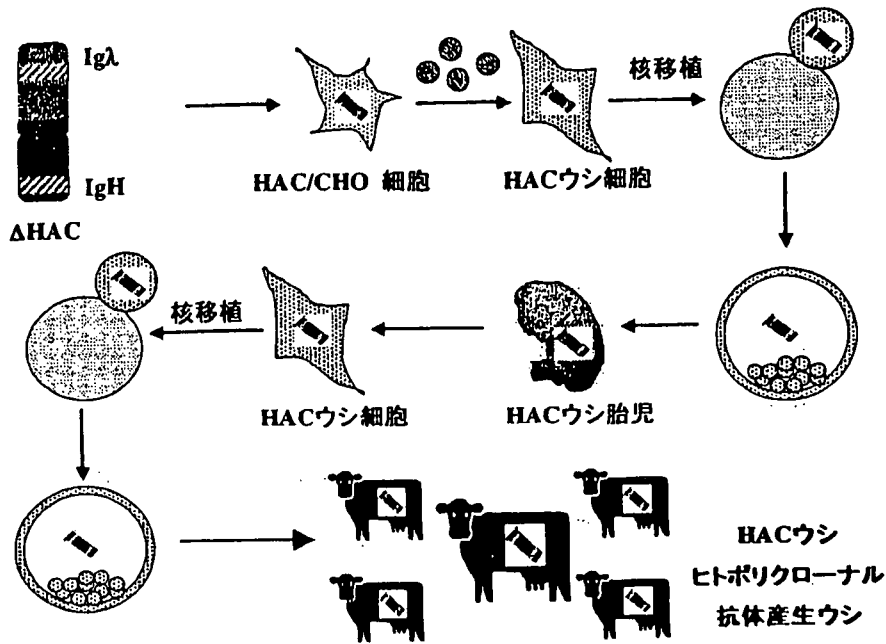 Igλ
IgH
ΔHAC
HAC/CHO 細胞
HACウシ細胞
核移植
HACウシ胎児
HACウシ細胞
核移植
HACウシ
ヒトポリクローナル
抗体産生ウシ